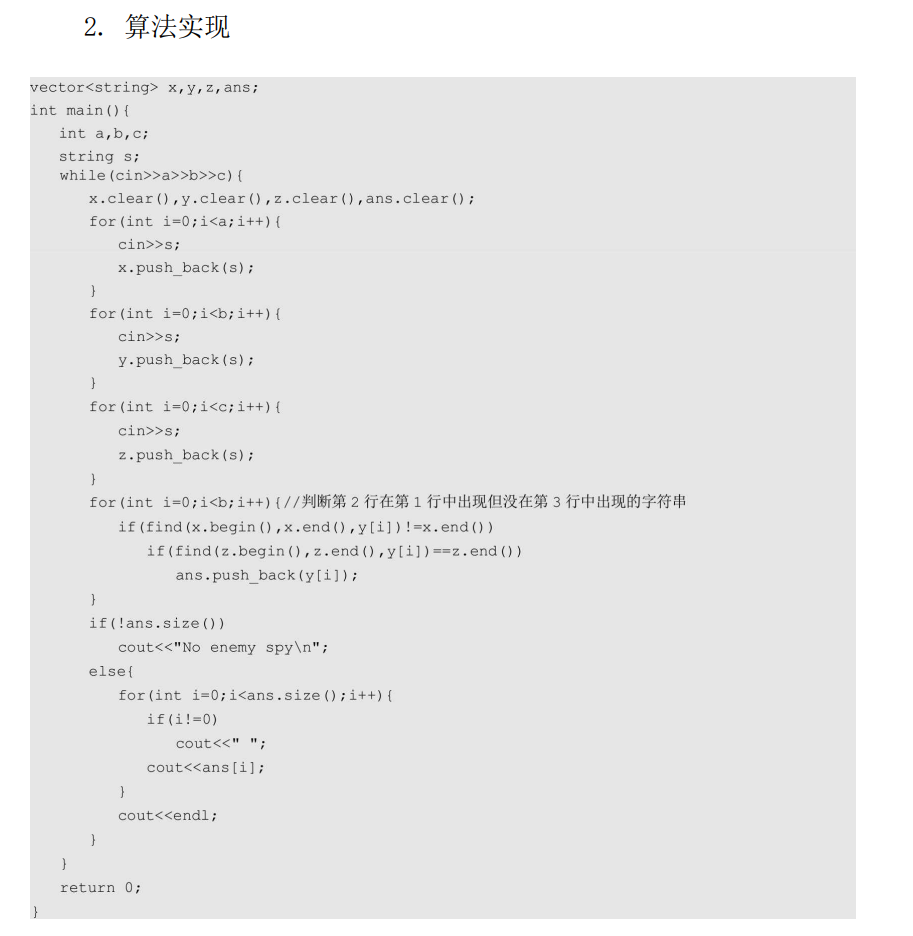 2. 算法实现
vector<string> x,y,z,ans;
int main(){
   int a,b,c;
   string s;
   while(cin>>a>>b>>c){
      x.clear(),y.clear(),z.clear(),ans.clear();
      for(int i=0;i<a;i++){
         cin>>s;
         x.push_back(s);
      }
      for(int i=0;i<b;i++){
         cin>>s;
         y.push_back(s);
      }
      for(int i=0;i<c;i++){
         cin>>s;
         z.push_back(s);
      }
      for(int i=0;i<b;i++){//判断第 2 行在第 1 行中出现但没在第 3 行中出现的字符串
         if(find(x.begin(),x.end(),y[i])!=x.end())
            if(find(z.begin(),z.end(),y[i])==z.end())
               ans.push_back(y[i]);
      }
      if(!ans.size())
         cout<<"No enemy spy\n";
      else{
         for(int i=0;i<ans.size();i++){
            if(i!=0)
               cout<<" ";
            cout<<ans[i];
         }
         cout<<endl;
      }
   }
   return 0;
}